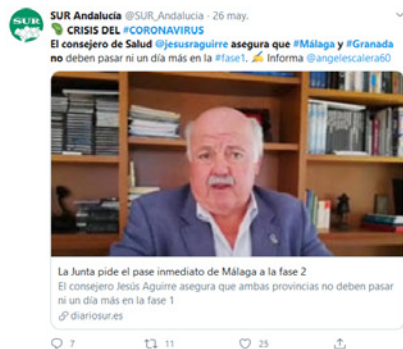 SUR Andalucía @SUR_Andalucia · 26 may.
CRISIS DEL #CORONAVIRUS
El consejero de Salud @jesusraguirre asegura que #Málaga y #Granada
no deben pasar ni un día más en la #fase1. Informa @angelescalera60
SUR
La Junta pide el pase inmediato de Málaga a la fase 2
El consejero Jesús Aguirre asegura que ambas provincias no deben pasar
ni un día más en la fase 1
diariosur.es
7 11 25